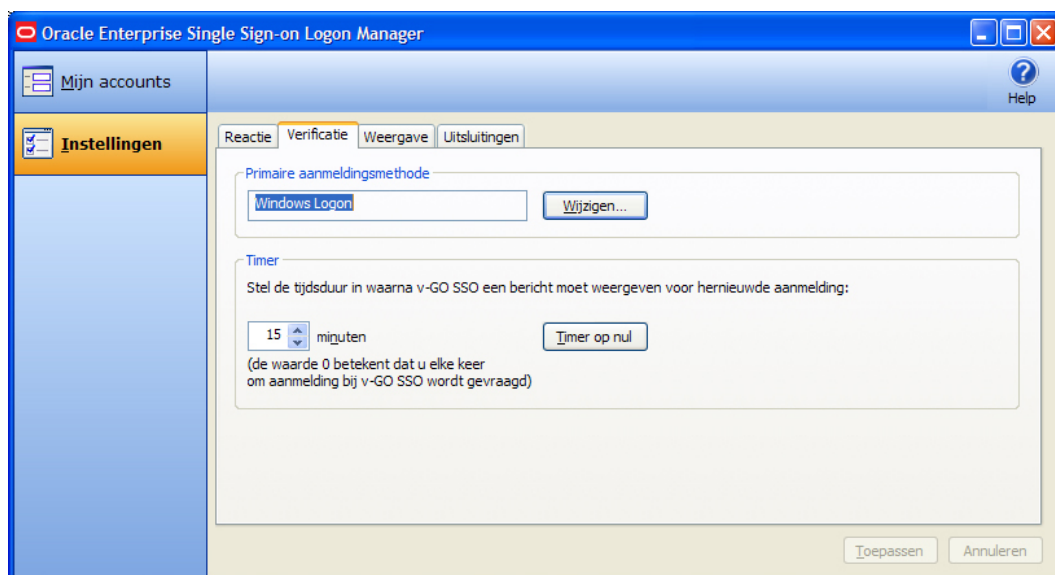 Oracle Enterprise Single Sign-on Logon Manager
Mijn accounts
Help
Instellingen
Reactie Verificatie Weergave Uitsluitingen
Primaire aanmeldingsmethode
Windows Logon Wijzigen...
Timer
Stel de tijdsduur in waarna v-GO SSO een bericht moet weergeven voor hernieuwde aanmelding:
15 minuten Timer op nul
(de waarde 0 betekent dat u elke keer
om aanmelding bij v-GO SSO wordt gevraagd)
Toepassen Annuleren